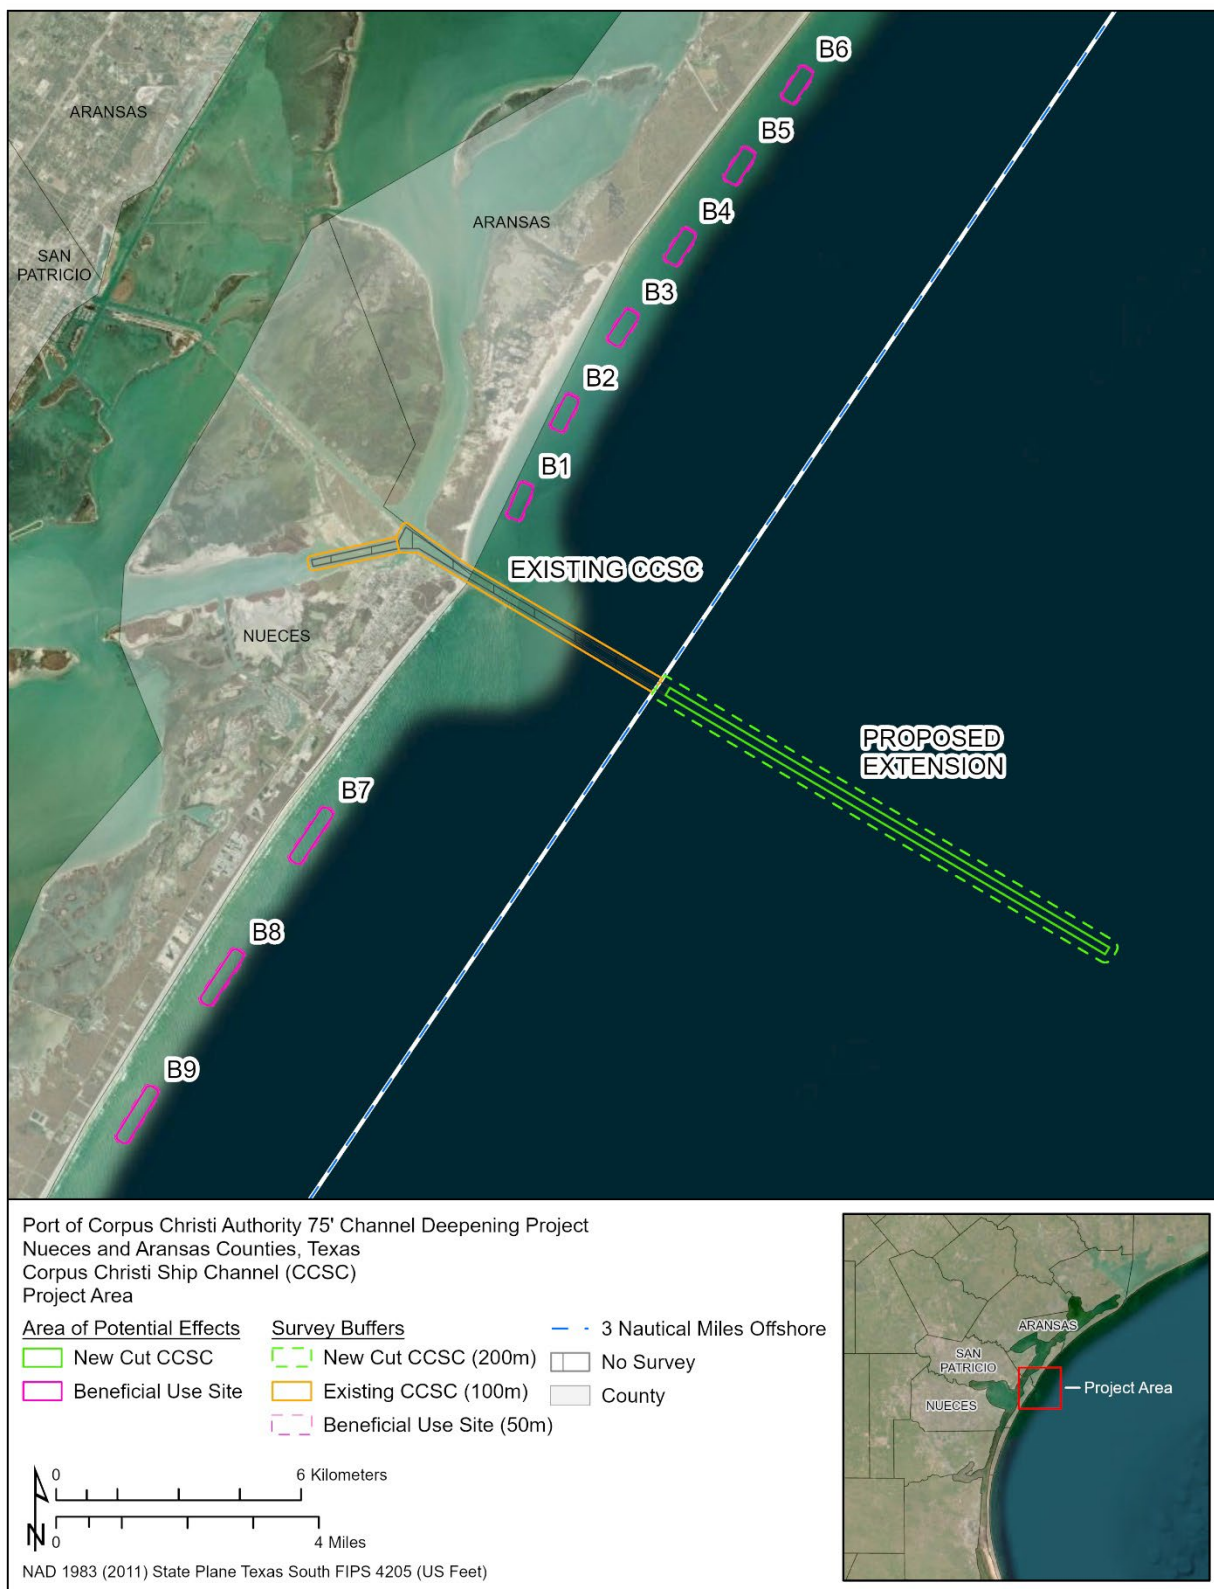 B6
ARANSAS
B5
ARANSAS
B4
SAN
PATRICIO
B3
B2
B1
EXISTING CCSC
NUECES
PROPOSED
EXTENSION
B7
B8
B9
Port of Corpus Christi Authority 75' Channel Deepening Project
Nueces and Aransas Counties, Texas
Corpus Christi Ship Channel (CCSC)
Project Area
Area of Potential Effects
New Cut CCSC
Beneficial Use Site
Survey Buffers
New Cut CCSC (200m)
Existing CCSC (100m)
Beneficial Use Site (50m)
3 Nautical Miles Offshore
No Survey
County
0
6 Kilometers
N
0
4 Miles
NAD 1983 (2011) State Plane Texas South FIPS 4205 (US Feet)
ARANSAS
SAN
PATRICIO
NUECES
Project Area